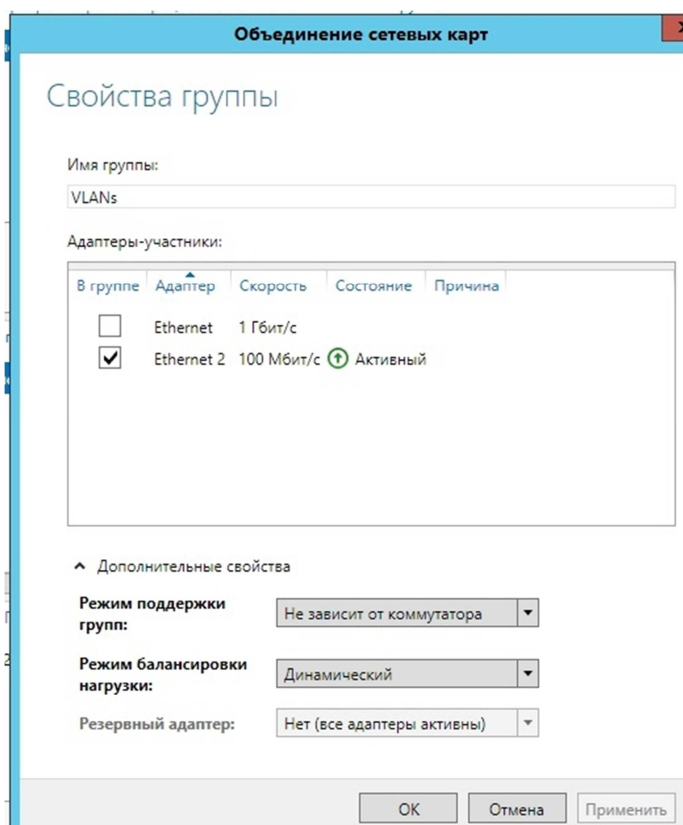 Объединение сетевых карт
Свойства группы
Имя группы:
VLANs
Адаптеры-участники:
В группе Адаптер Скорость Состояние Причина
Ethernet 1 Гбит/с
Ethernet 2 100 Мбит/с Активный
Дополнительные свойства
Режим поддержки
групп:
Не зависит от коммутатора
Режим балансировки
нагрузки:
Динамический
Резервный адаптер:
Нет (все адаптеры активны)
ОК Отмена Применить